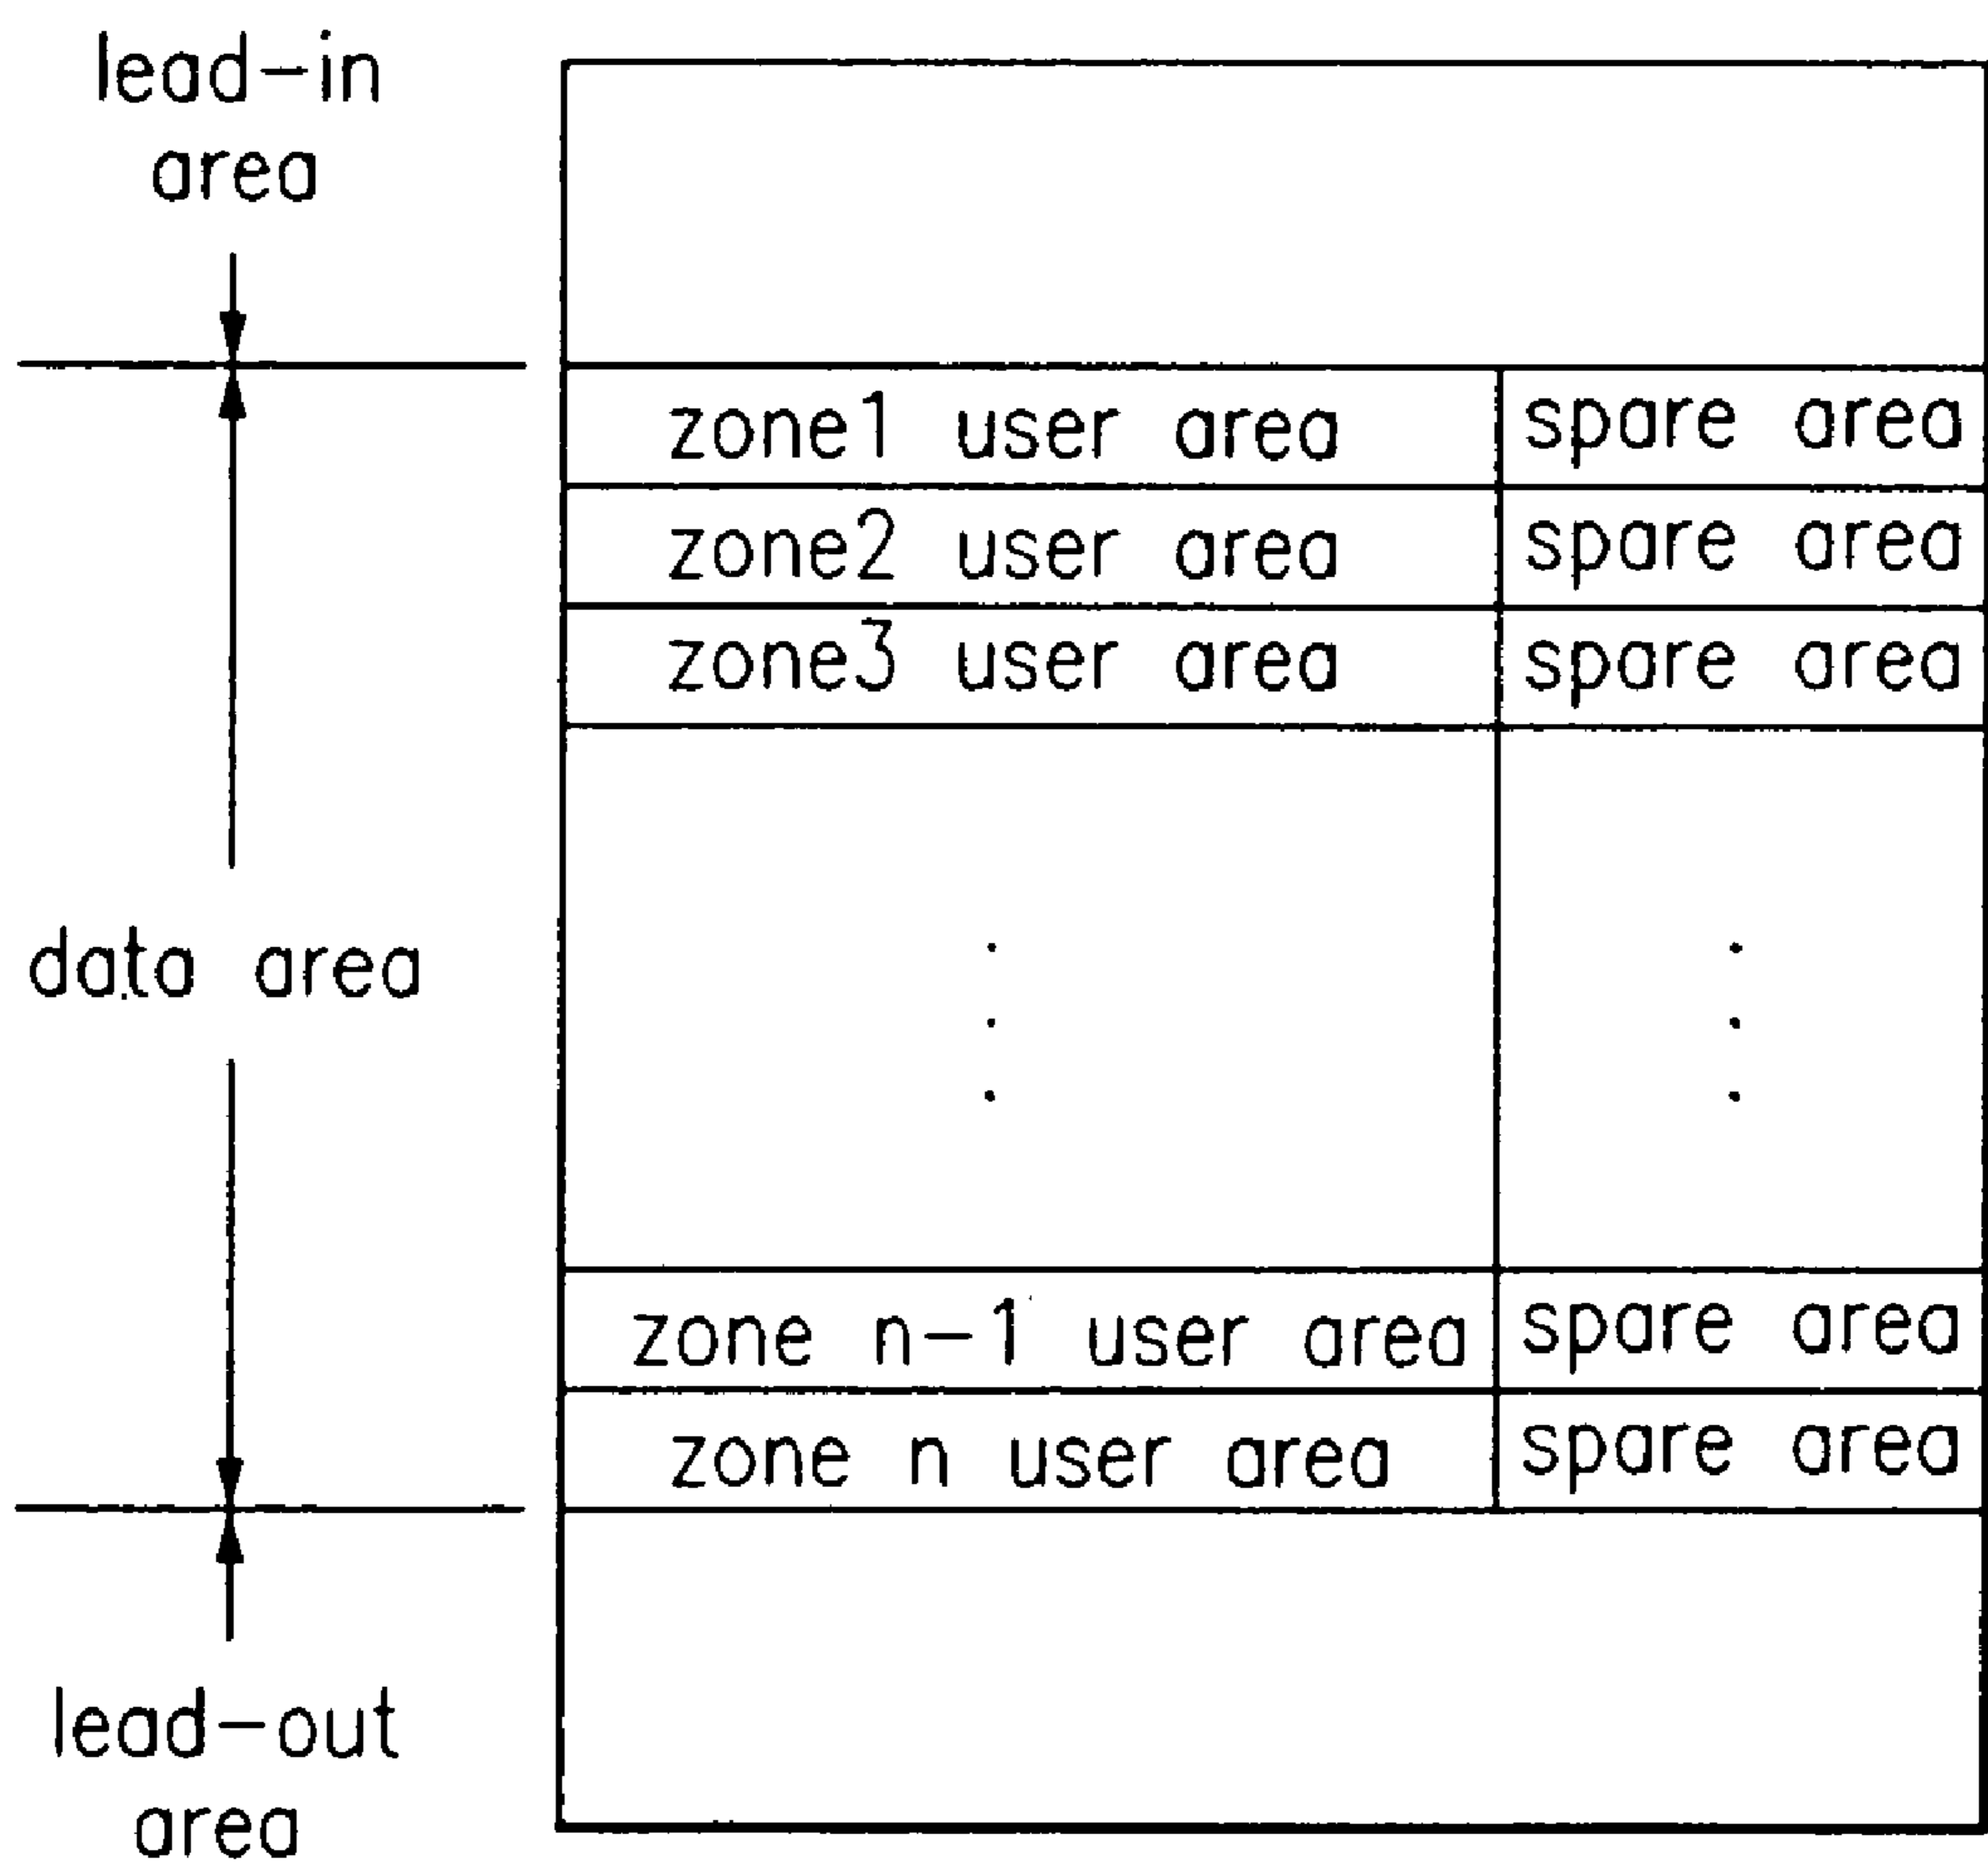 lead-in
area
zone1 user area
spare area
zone2 user area
spare area
zone3 user area
spare area
data area
zone n-1 user area
spare area
zone n user area
spare area
lead-out
area